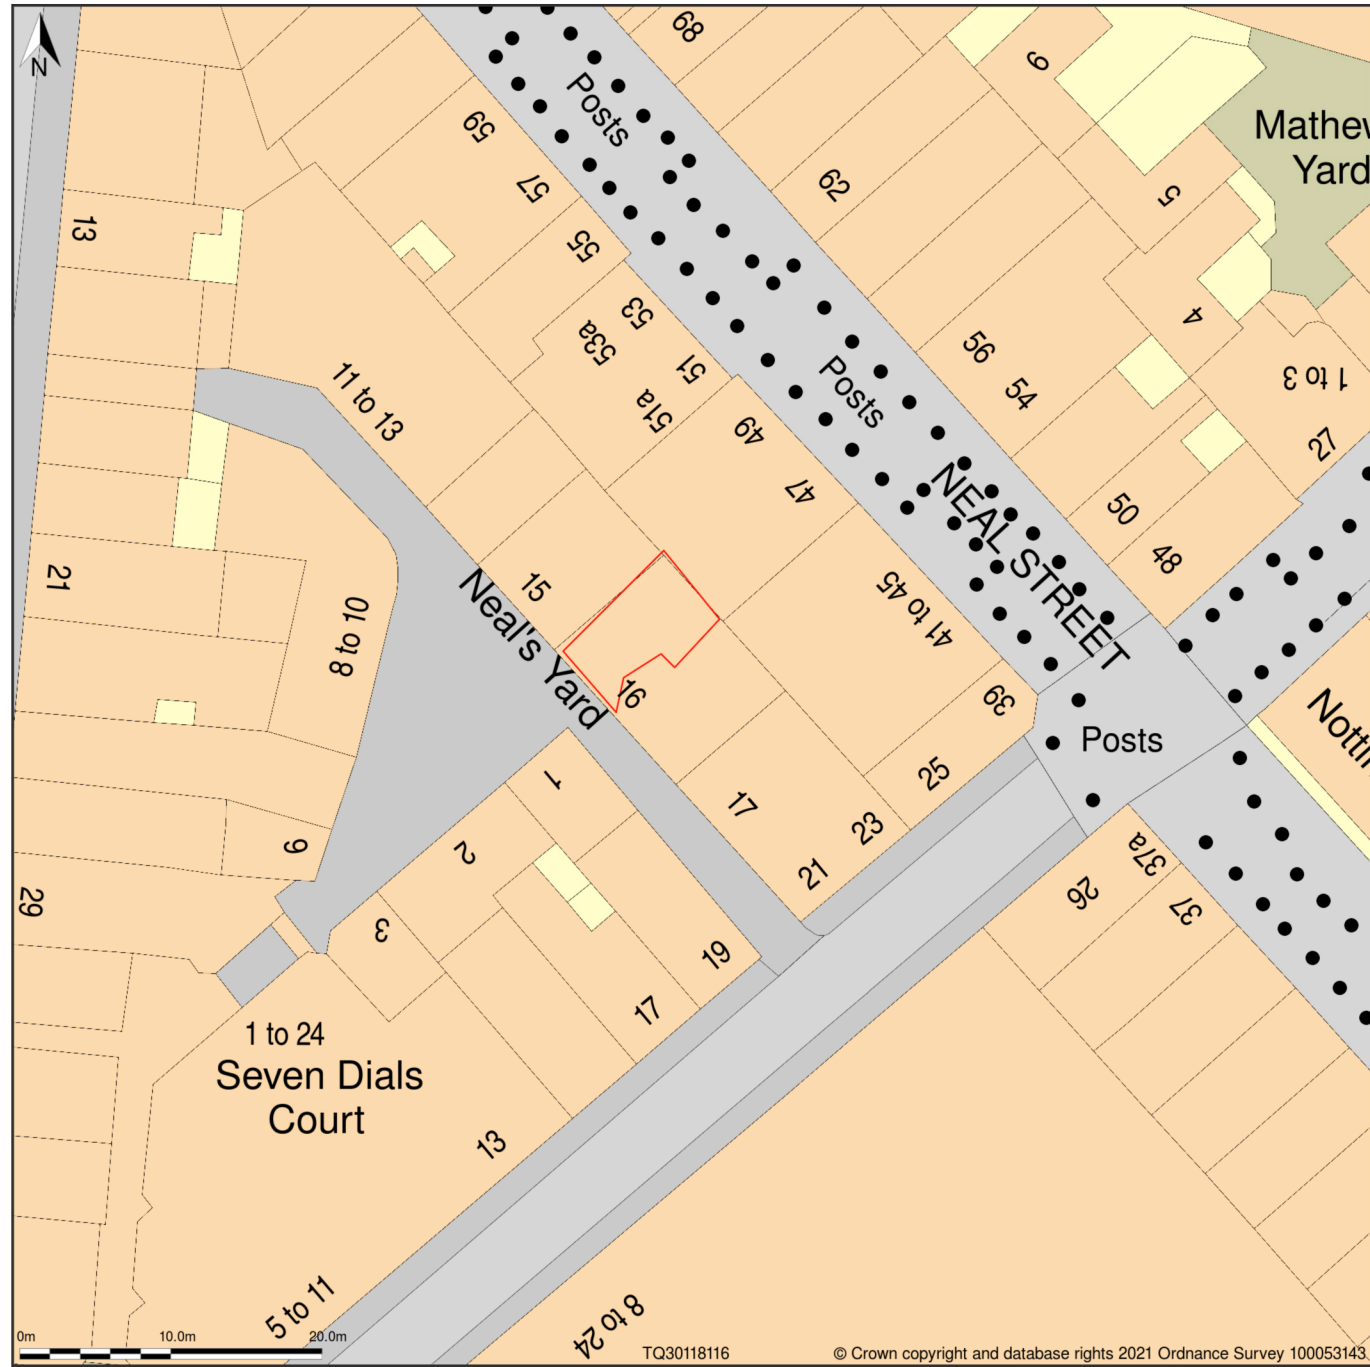 N
68
Posts
6
Mathew
Yard
59
57
62
5
13
55
53
53a
4
51
51a
Posts
56
54
1 to 3
11 to 13
49
47
27
NEAL STREET
50
48
21
15
8 to 10
41 to 45
Neal's Yard
16
39
Posts
1
17
25
23
2
9
21
37a
26
37
29
3
19
17
1 to 24
Seven Dials
Court
13
5 to 11
8 to 24
0m 10.0m 20.0m
TQ30118116
© Crown copyright and database rights 2021 Ordnance Survey 100053143